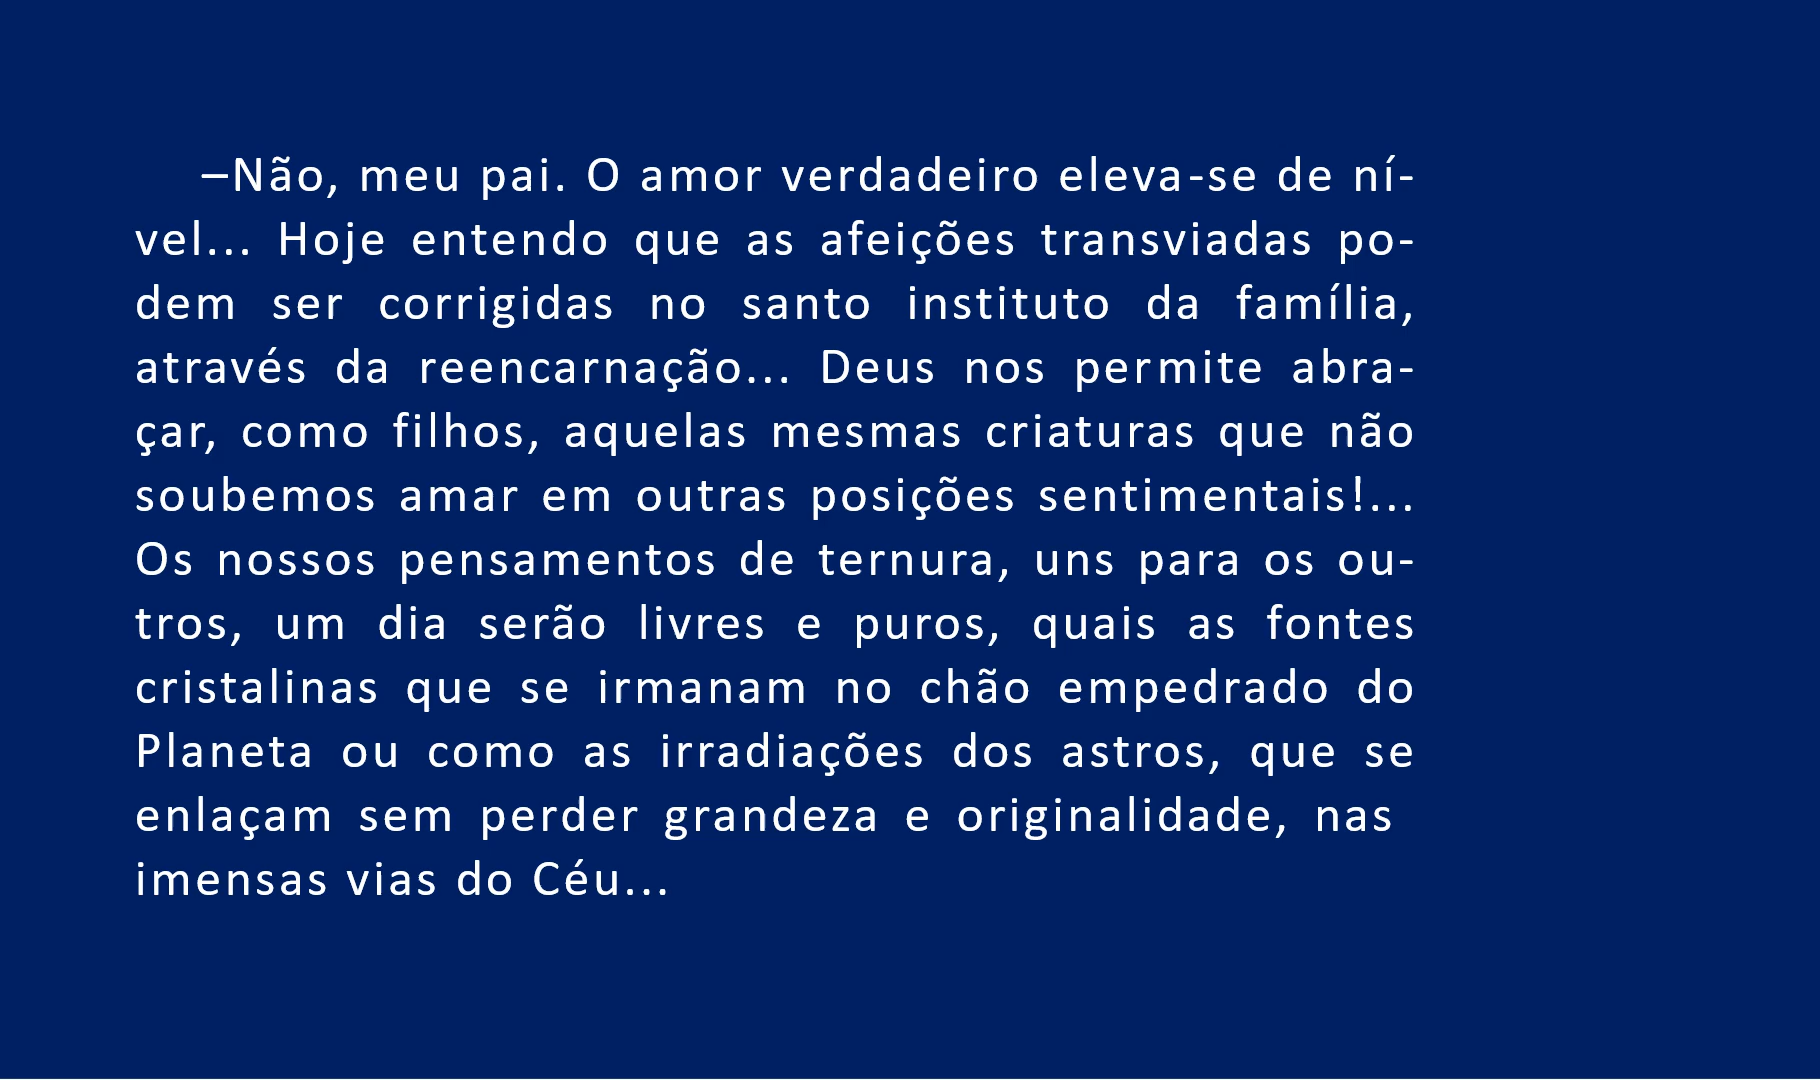 –Não, meu pai. O amor verdadeiro eleva-se de ní-
vel... Hoje entendo que as afeições transviadas po-
dem ser corrigidas no santo instituto da família,
através da reencarnação... Deus nos permite abra-
çar, como filhos, aquelas mesmas criaturas que não
soubemos amar em outras posições sentimentais!...
Os nossos pensamentos de ternura, uns para os ou-
tros, um dia serão livres e puros, quais as fontes
cristalinas que se irmanam no chão empedrado do
Planeta ou como as irradiações dos astros, que se
enlaçam sem perder grandeza e originalidade, nas
imensas vias do Céu...